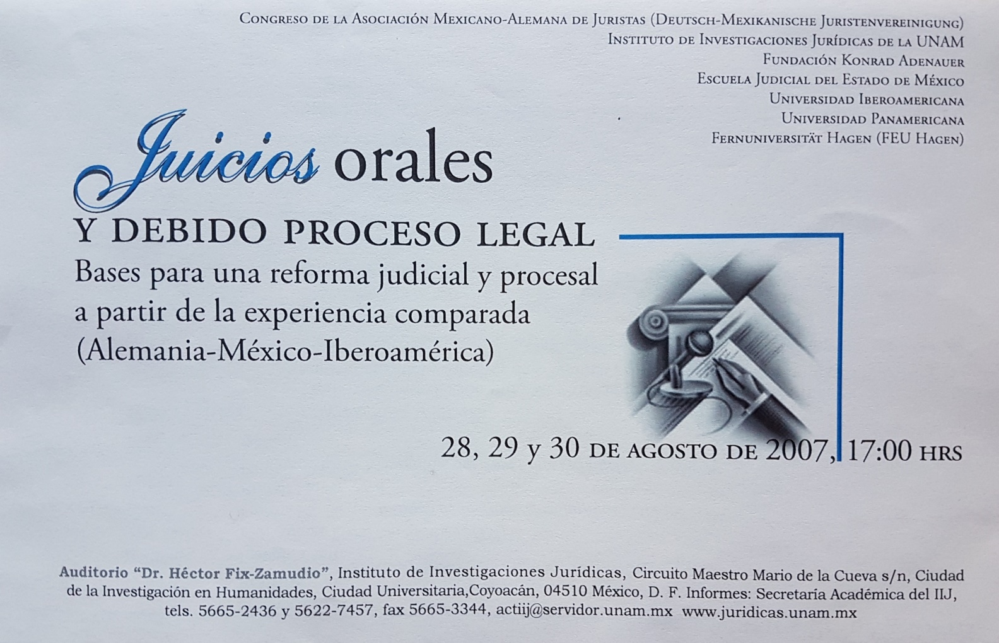 Congreso de la Asociación Mexicano-Alemana de Juristas (Deutsch-Mexikanische Juristenvereinigung)
Instituto de Investigaciones Jurídicas de la UNAM
Fundación Konrad Adenauer
Escuela Judicial del Estado de México
Universidad Iberoamericana
Universidad Panamericana
Fernuniversität Hagen (FEU Hagen)
Juicios orales
Y DEBIDO PROCESO LEGAL
Bases para una reforma judicial y procesal
a partir de la experiencia comparada
(Alemania-México-Iberoamérica)
28, 29 y 30 DE AGOSTO DE 2007, 17:00 HRS
Auditorio “Dr. Héctor Fix-Zamudio”, Instituto de Investigaciones Jurídicas, Circuito Maestro Mario de la Cueva s/n, Ciudad
de la Investigación en Humanidades, Ciudad Universitaria,Coyoacán, 04510 México, D. F. Informes: Secretaría Académica del IIJ,
tels. 5665-2436 y 5622-7457, fax 5665-3344, actiij@servidor.unam.mx www.juridicas.unam.mx